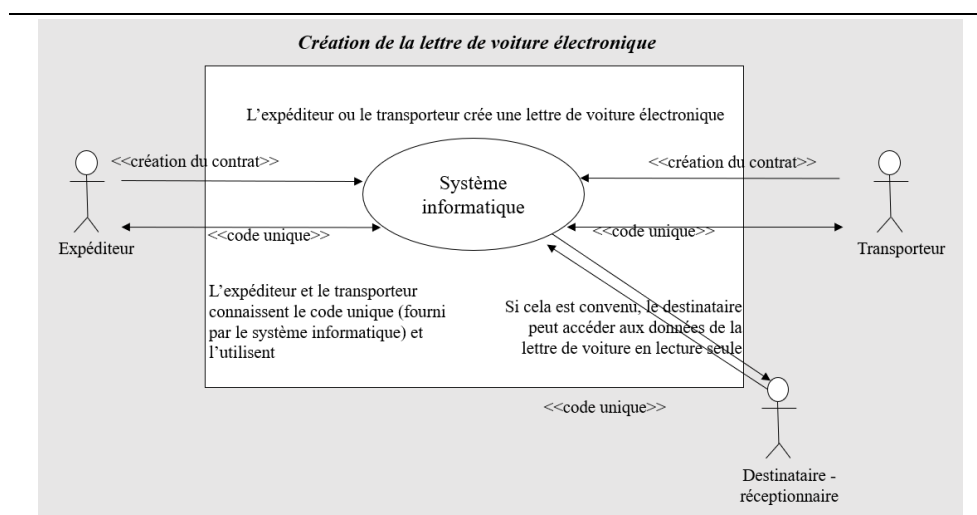 Création de la lettre de voiture électronique
L’expéditeur ou le transporteur crée une lettre de voiture électronique
<<création du contrat>>
<<création du contrat>>
Système
informatique
<<code unique>>
<<code unique>>
Expéditeur
Transporteur
L’expéditeur et le transporteur
connaissent le code unique (fourni
par le système informatique) et
l’utilisent
Si cela est convenu, le destinataire
peut accéder aux données de la
lettre de voiture en lecture seule
<<code unique>>
Destinataire -
réceptionnaire